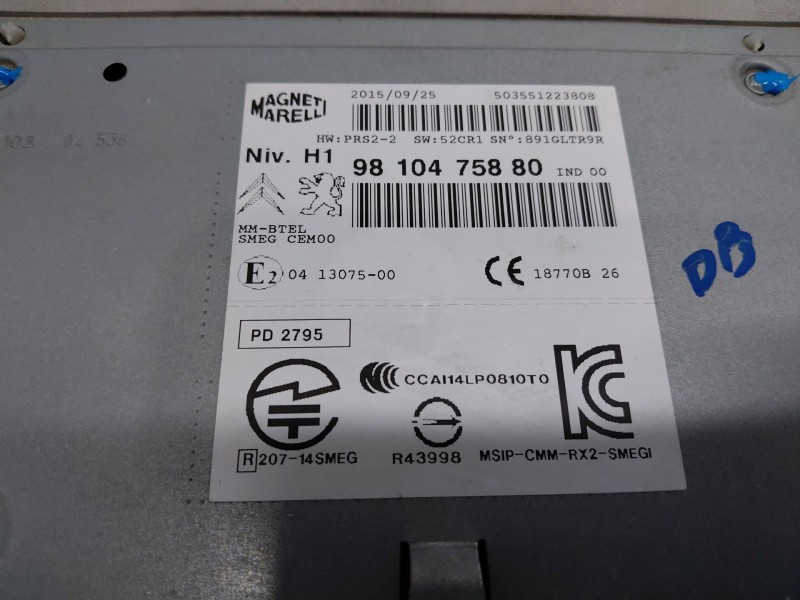 MAGNETI MARELLI
2015/09/25 503551223808
HW:PRS2-2 SW:52CR1 SN°:891GLTR9R
Niv. H1
98 104 758 80 IND 00
MM-BTEL
SMEG CEM00
E2 04 13075-00
CE 18770B 26
PD 2795
CCAI14LP0810T0
R 207-14SMEG
R43998
MSIP-CMM-RX2-SMEGI
DB